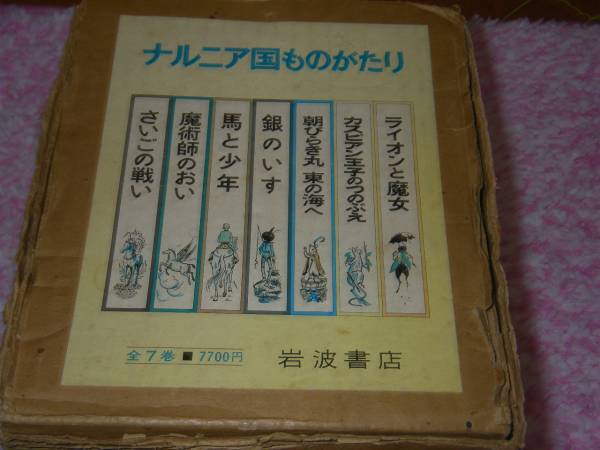 ナルニア国ものがたり
ライオンと魔女
カスピアン王子のつのぶえ
朝びらき丸 東の海へ
銀のいす
馬と少年
魔術師のおい
さいごの戦い
全7巻■7700円
岩波書店